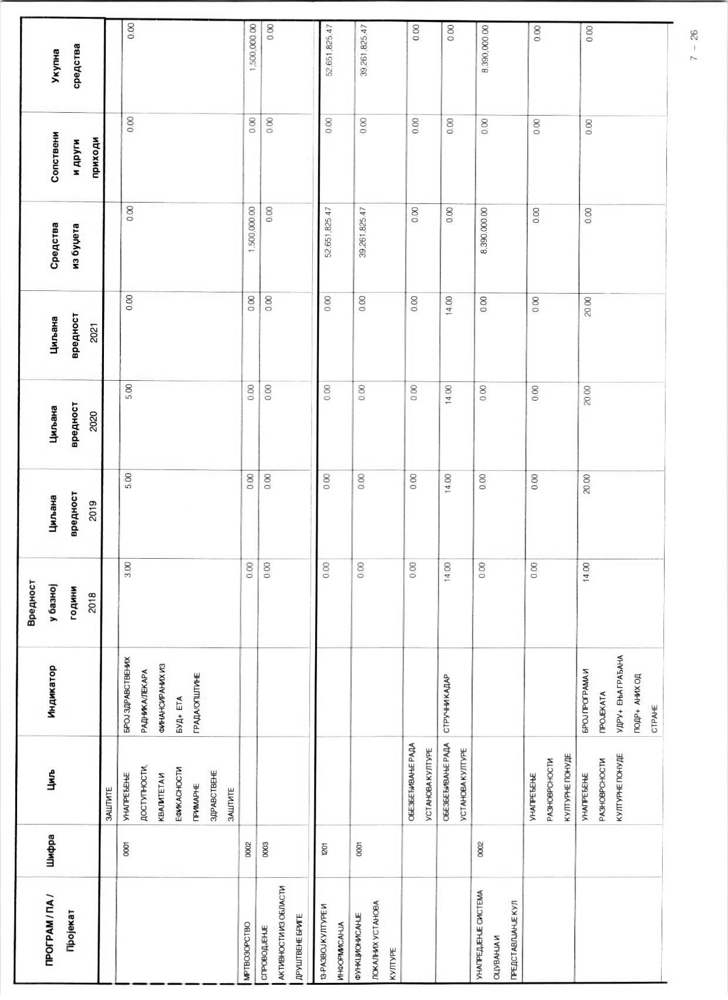 ПРОГРАМ / ПА / Пројекат | Шифра | Циљ | Индикатор | Вредност у базној години 2018 | Циљана вредност 2019 | Циљана вредност 2020 | Циљана вредност 2021 | Средства из буџета | Сопствени и други приходи | Укупна средства
ЗАШТИТЕ
0001 | УНАПРЕЂЕЊЕ | БРОЈ ЗДРАВСТВЕНИХ | 3.00 | 5.00 | 5.00 | 0.00 | 0.00 | 0.00 | 0.00
ДОСТУПНОСТИ, | РАДНИКА/ЛЕКАРА
КВАЛИТЕТА И | ФИНАНСИРАНИХ ИЗ
ЕФИКАСНОСТИ | БУД+ ЕТА
ПРИМАРНЕ | ГРАДА/ОПШТИНЕ
ЗДРАВСТВЕНЕ
ЗАШТИТЕ
МРТВОЗОРСТВО | 0002 | 0.00 | 0.00 | 0.00 | 0.00 | 1,500,000.00 | 0.00 | 1,500,000.00
СПРОВОДЈЕНЈЕ | 0003 | 0.00 | 0.00 | 0.00 | 0.00 | 0.00 | 0.00 | 0.00
АКТИВНОСТИ ИЗ ОБЛАСТИ
ДРУШТВЕНЕ БРИГЕ
13-РАЗВОЈ КУЛТУРЕ И | 1201 | 0.00 | 0.00 | 0.00 | 0.00 | 52,651,825.47 | 0.00 | 52,651,825.47
ИНФОРМИСАНЈА
ФУНКЦИОНИСАНЈЕ | 0001 | 0.00 | 0.00 | 0.00 | 0.00 | 39,261,825.47 | 0.00 | 39,261,825.47
ЛОКАЛНИХ УСТАНОВА
КУЛТУРЕ
ОБЕЗБЕЂИВАЊЕ РАДА | 0.00 | 0.00 | 0.00 | 0.00 | 0.00 | 0.00 | 0.00
УСТАНОВА КУЛТУРЕ
ОБЕЗБЕЂИВАЊЕ РАДА | СТРУЧНИ КАДАР | 14.00 | 14.00 | 14.00 | 14.00 | 0.00 | 0.00 | 0.00
УСТАНОВА КУЛТУРЕ
УНАПРЕДЈЕНЈЕ СИСТЕМА | 0002 | 0.00 | 0.00 | 0.00 | 0.00 | 8,390,000.00 | 0.00 | 8,390,000.00
ОЦУВАНЈА И
ПРЕДСТАВЛЈАНЈЕ КУЛ
УНАПРЕЂЕЊЕ | 0.00 | 0.00 | 0.00 | 0.00 | 0.00 | 0.00 | 0.00
РАЗНОВРСНОСТИ
КУЛТУРНЕ ПОНУДЕ
УНАПРЕЂЕЊЕ | БРОЈ ПРОГРАМА И | 14.00 | 20.00 | 20.00 | 20.00 | 0.00 | 0.00 | 0.00
РАЗНОВРСНОСТИ | ПРОЈЕКАТА
КУЛТУРНЕ ПОНУДЕ | УДРУ+ ЕЊА ГРАЂАНА
ПОДР+ АНИХ ОД
СТРАНЕ
7 - 26